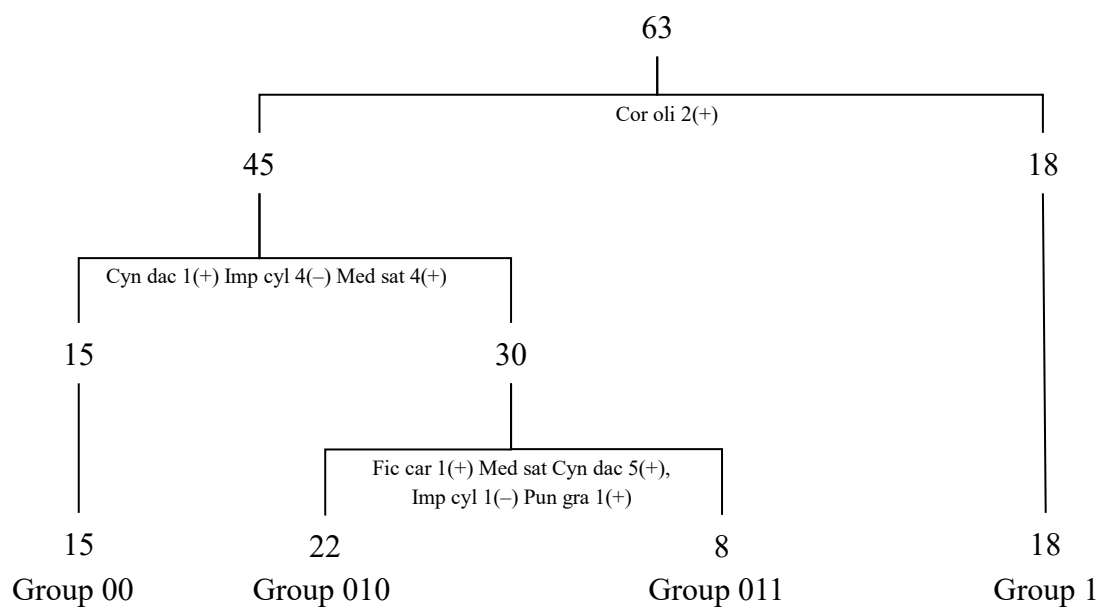 63
Cor oli 2(+)
45 18
Cyn dac 1(+) Imp cyl 4(–) Med sat 4(+)
15 30
Fic car 1(+) Med sat Cyn dac 5(+),
Imp cyl 1(–) Pun gra 1(+)
15 22 8 18
Group 00 Group 010 Group 011 Group 1